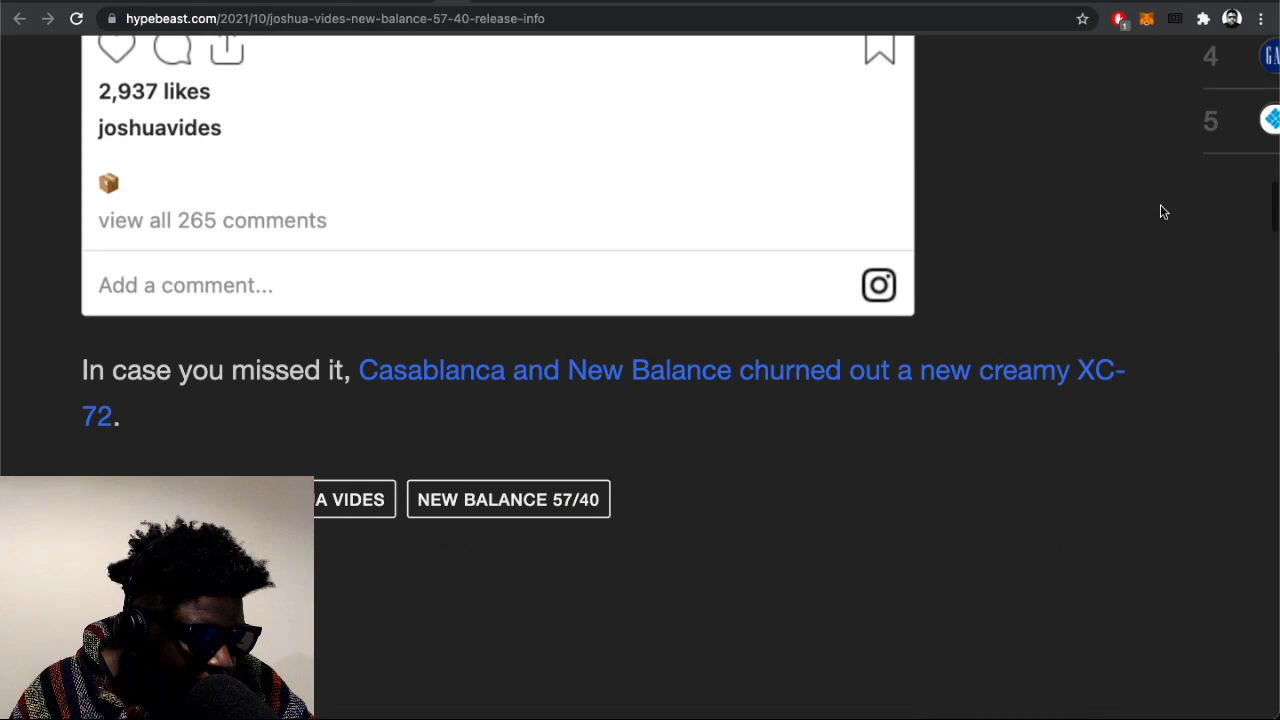 hypebeast.com/2021/10/joshua-vides-new-balance-57-40-release-info
1
4
GA
5
2,937 likes
joshuavides
view all 265 comments
Add a comment...
In case you missed it, Casablanca and New Balance churned out a new creamy XC-
72.
A VIDES
NEW BALANCE 57/40